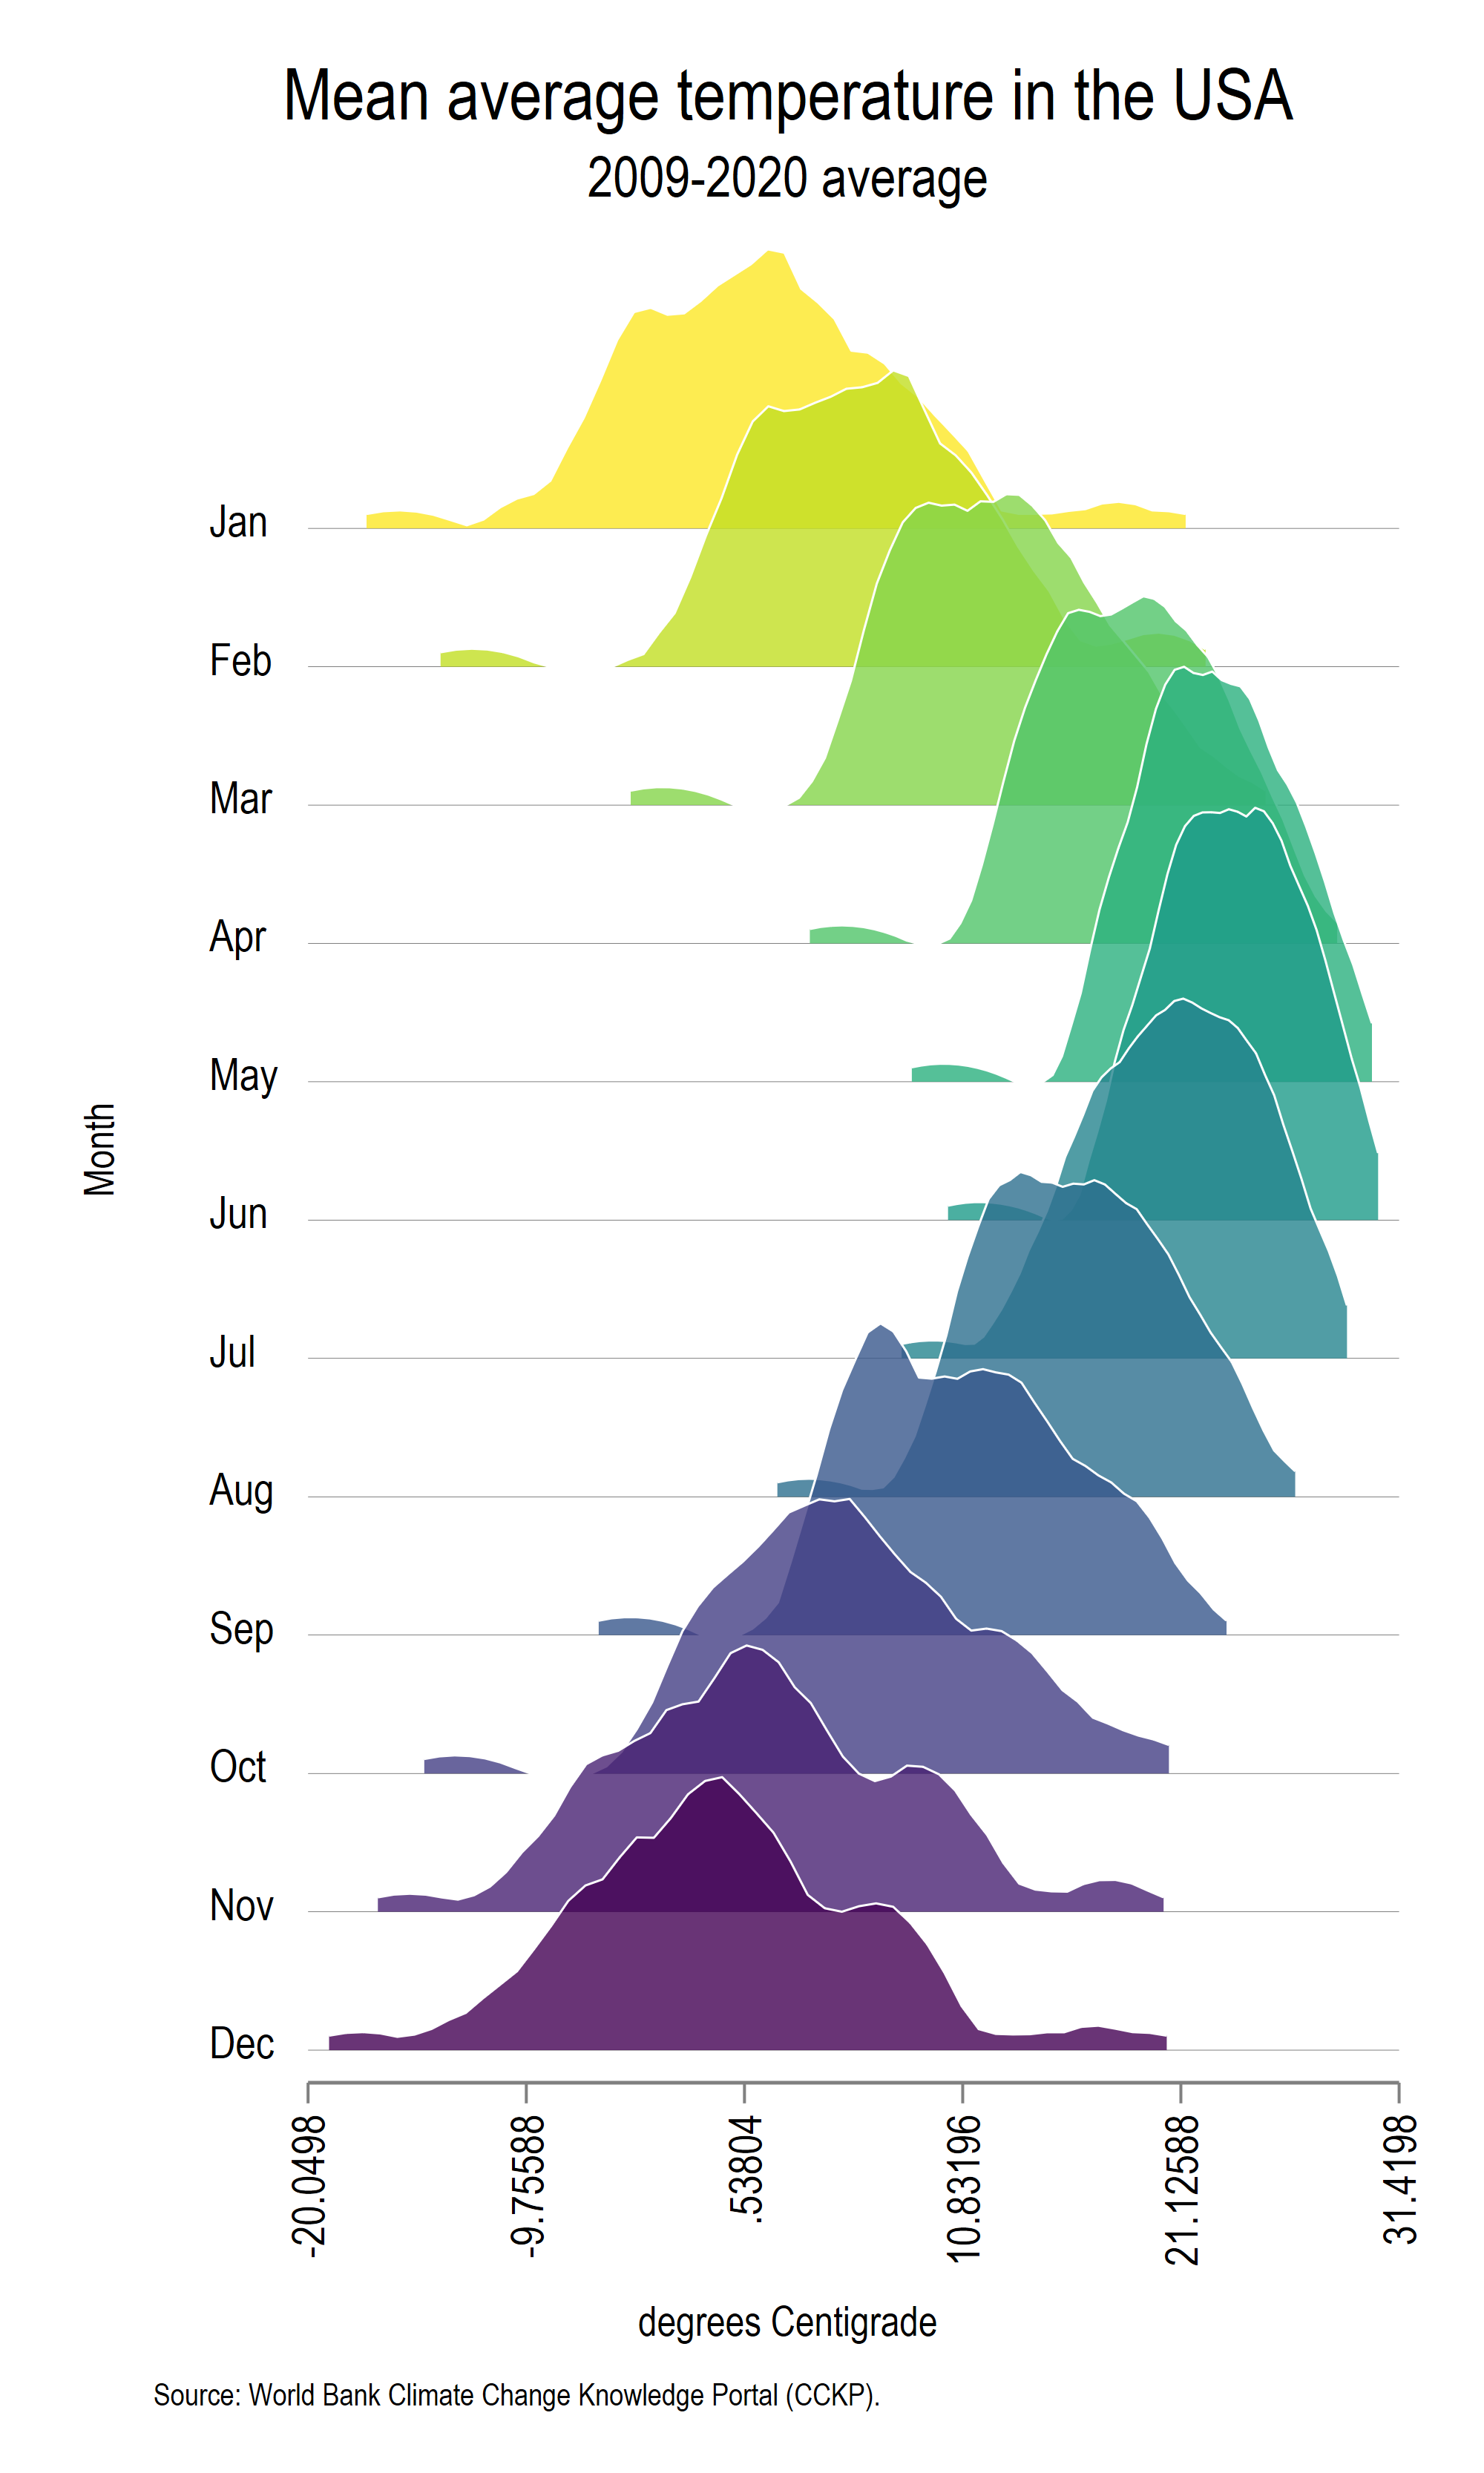 Mean average temperature in the USA
2009-2020 average
Jan
Feb
Mar
Apr
May
Jun
Jul
Aug
Sep
Oct
Nov
Dec
Month
-20.0498
-9.75588
.53804
10.83196
21.12588
31.4198
degrees Centigrade
Source: World Bank Climate Change Knowledge Portal (CCKP).